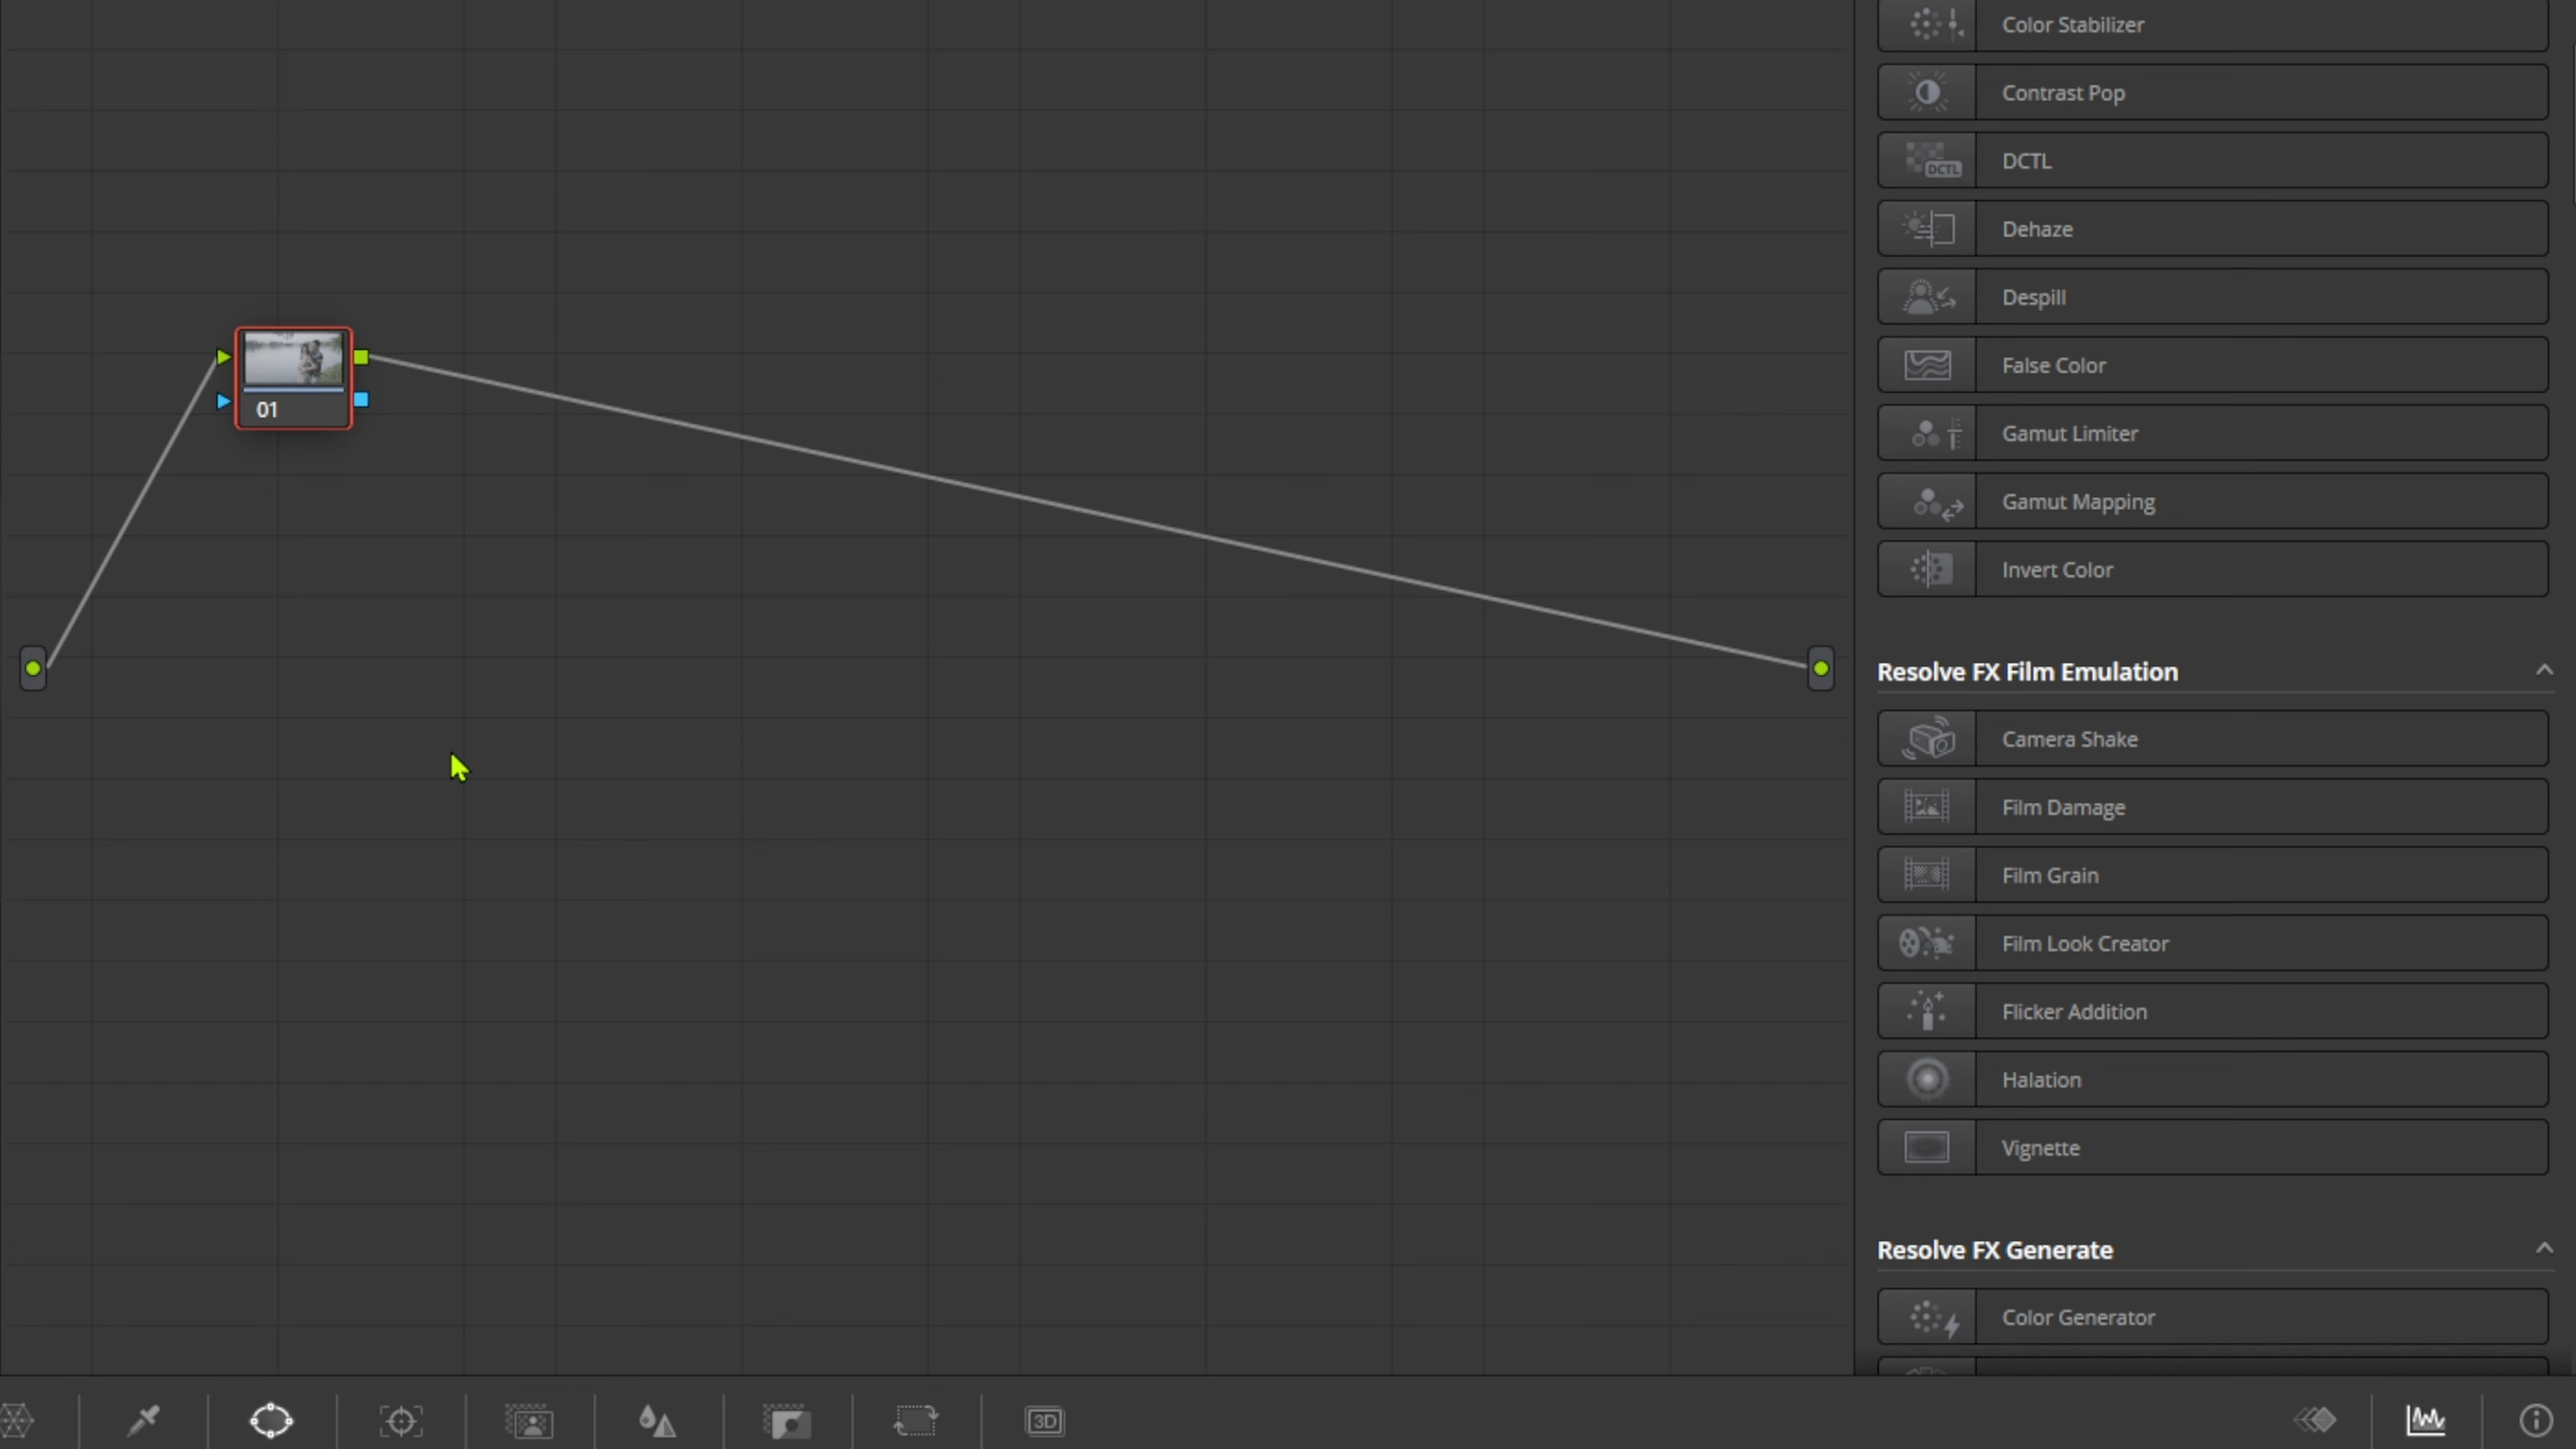 Color Stabilizer
Contrast Pop
DCTL
DCTL
Dehaze
Despill
False Color
Gamut Limiter
Gamut Mapping
Invert Color
01
Resolve FX Film Emulation
Camera Shake
Film Damage
Film Grain
Film Look Creator
Flicker Addition
Halation
Vignette
Resolve FX Generate
Color Generator
3D